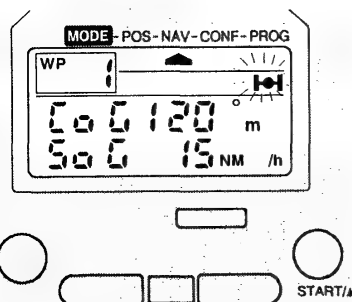 MODE-POS-NAV-CONF-PROG
WP 1
CoG 120° m
SoG 15 NM /h
START/